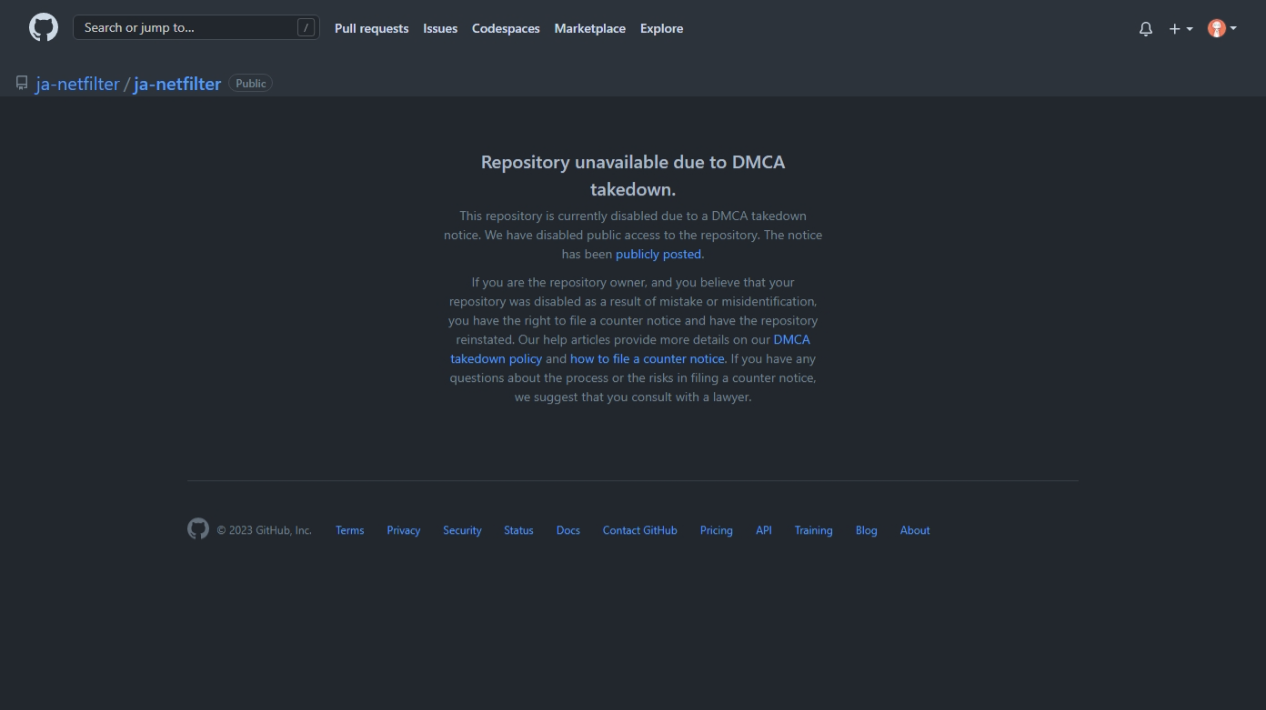 Search or jump to... / Pull requests Issues Codespaces Marketplace Explore
ja-netfilter / ja-netfilter Public
Repository unavailable due to DMCA
takedown.
This repository is currently disabled due to a DMCA takedown
notice. We have disabled public access to the repository. The notice
has been publicly posted.
If you are the repository owner, and you believe that your
repository was disabled as a result of mistake or misidentification,
you have the right to file a counter notice and have the repository
reinstated. Our help articles provide more details on our DMCA
takedown policy and how to file a counter notice. If you have any
questions about the process or the risks in filing a counter notice,
we suggest that you consult with a lawyer.
© 2023 GitHub, Inc. Terms Privacy Security Status Docs Contact GitHub Pricing API Training Blog About